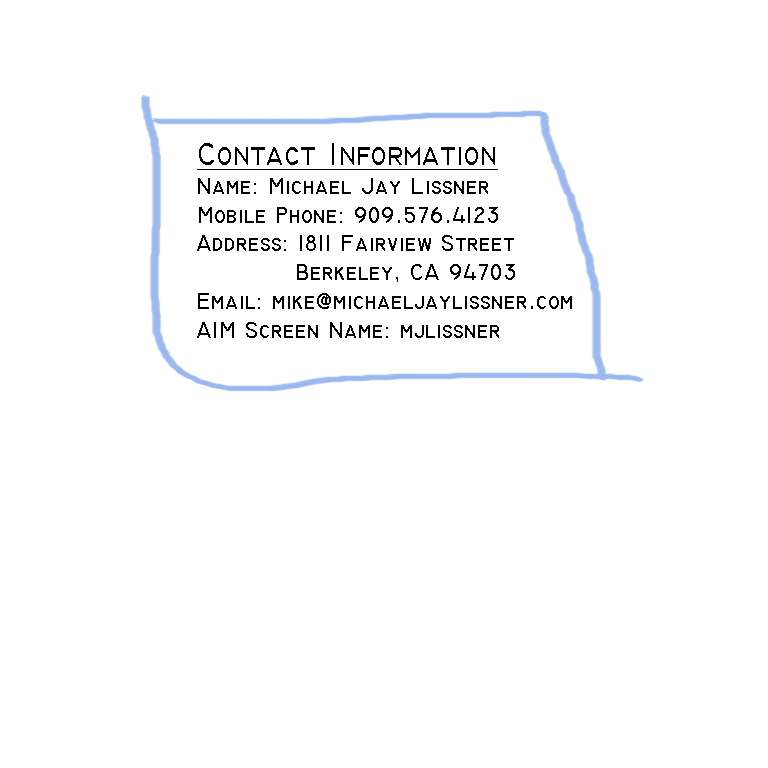 Contact Information
Name: Michael Jay Lissner
Mobile Phone: 909.576.4123
Address: 1811 Fairview Street
Berkeley, CA 94703
Email: mike@michaeljaylissner.com
AIM Screen Name: mjlissner